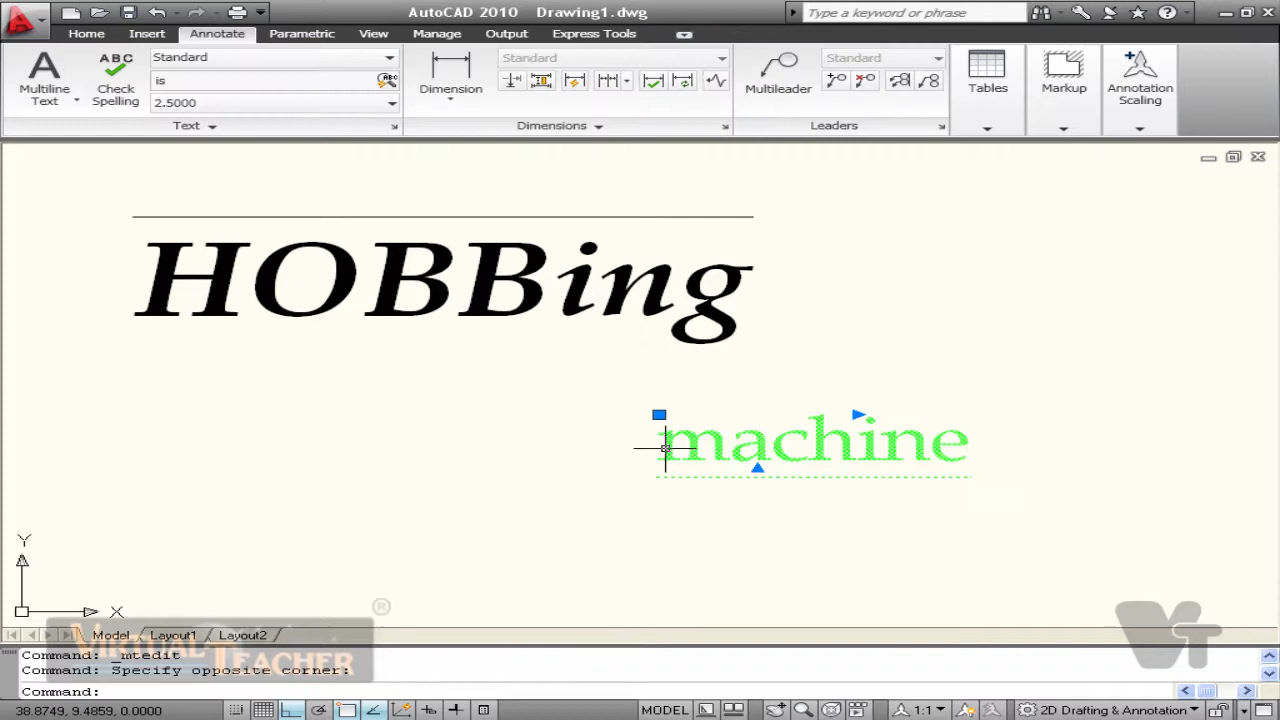 AutoCAD 2010 Drawing1.dwg
Type a keyword or phrase
Home Insert Annotate Parametric View Manage Output Express Tools
Multiline Text
ABC
Check Spelling
Standard
is
2.5000
Text
Dimension
Standard
Dimensions
Multileader
Standard
Leaders
Tables
Markup
Annotation Scaling
HOBBing
machine
Y
X
®
Model Layout1 Layout2
VIRTUAL TEACHER
VT
Command: _mtedit
Command: Specify opposite corner:
Command:
38.8749, 9.4859, 0.0000
MODEL
1:1
2D Drafting & Annotation